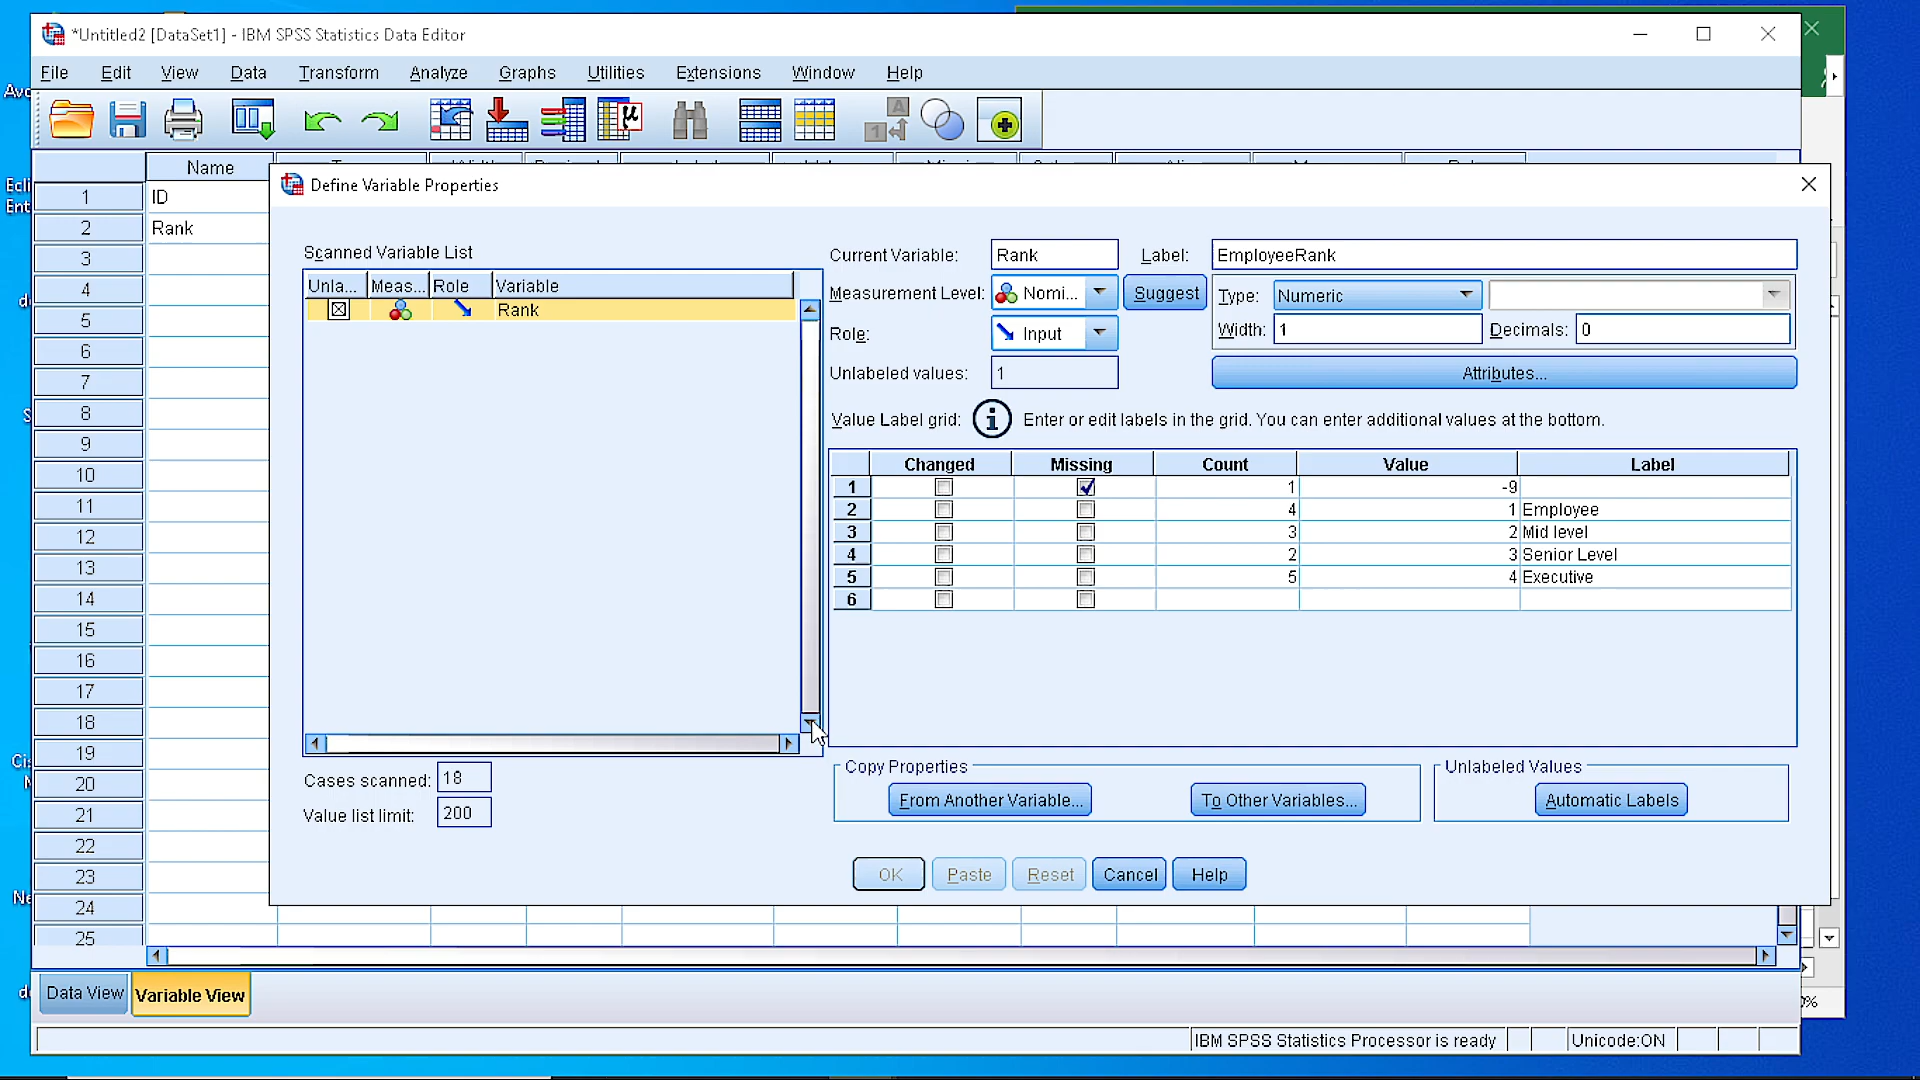 *Untitled2 [DataSet1] - IBM SPSS Statistics Data Editor
File Edit View Data Transform Analyze Graphs Utilities Extensions Window Help
Name
1 ID
2 Rank
3
4
5
6
7
8
9
10
11
12
13
14
15
16
17
18
19
20
21
22
23
24
25
Define Variable Properties
Scanned Variable List
Unla... Meas... Role Variable
Rank
Cases scanned: 18
Value list limit: 200
Current Variable: Rank Label: EmployeeRank
Measurement Level: Nomi... Suggest Type: Numeric
Role: Input Width: 1 Decimals: 0
Unlabeled values: 1 Attributes...
Value Label grid: Enter or edit labels in the grid. You can enter additional values at the bottom.
Changed Missing Count Value Label
1 1 -9
2 4 1 Employee
3 3 2 Mid level
4 2 3 Senior Level
5 5 4 Executive
6
Copy Properties Unlabeled Values
From Another Variable... To Other Variables... Automatic Labels
OK Paste Reset Cancel Help
Data View Variable View
IBM SPSS Statistics Processor is ready Unicode:ON